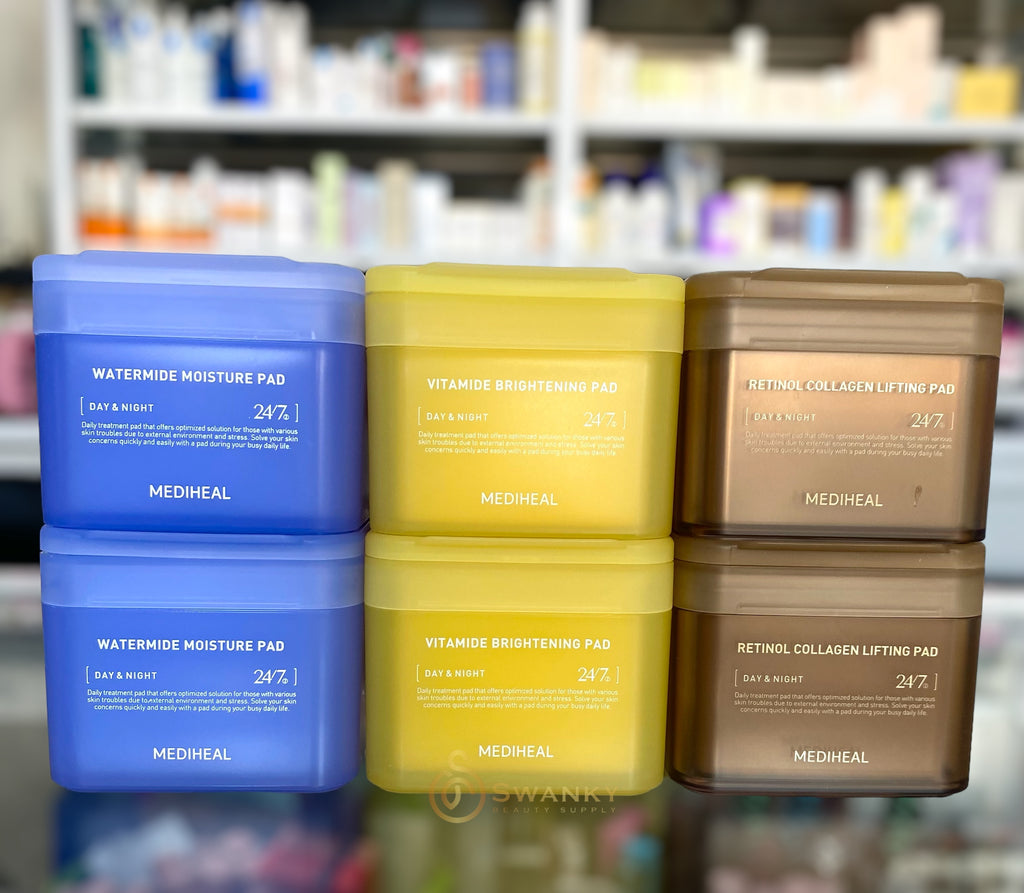 WATERMIDE MOISTURE PAD
[ DAY & NIGHT 24/7 ]
Daily treatment pad that offers optimized solution for those with various
skin troubles due to external environment and stress. Solve your skin
concerns quickly and easily with a pad during your busy daily life.
MEDIHEAL
VITAMIDE BRIGHTENING PAD
[ DAY & NIGHT 24/7 ]
Daily treatment pad that offers optimized solution for those with various
skin troubles due to external environment and stress. Solve your skin
concerns quickly and easily with a pad during your busy daily life.
MEDIHEAL
RETINOL COLLAGEN LIFTING PAD
[ DAY & NIGHT 24/7 ]
Daily treatment pad that offers optimized solution for those with various
skin troubles due to external environment and stress. Solve your skin
concerns quickly and easily with a pad during your busy daily life.
MEDIHEAL
WATERMIDE MOISTURE PAD
[ DAY & NIGHT 24/7 ]
Daily treatment pad that offers optimized solution for those with various
skin troubles due to external environment and stress. Solve your skin
concerns quickly and easily with a pad during your busy daily life.
MEDIHEAL
VITAMIDE BRIGHTENING PAD
[ DAY & NIGHT 24/7 ]
Daily treatment pad that offers optimized solution for those with various
skin troubles due to external environment and stress. Solve your skin
concerns quickly and easily with a pad during your busy daily life.
MEDIHEAL
RETINOL COLLAGEN LIFTING PAD
[ DAY & NIGHT 24/7 ]
Daily treatment pad that offers optimized solution for those with various
skin troubles due to external environment and stress. Solve your skin
concerns quickly and easily with a pad during your busy daily life.
MEDIHEAL
SWANKY
BEAUTY SUPPLY